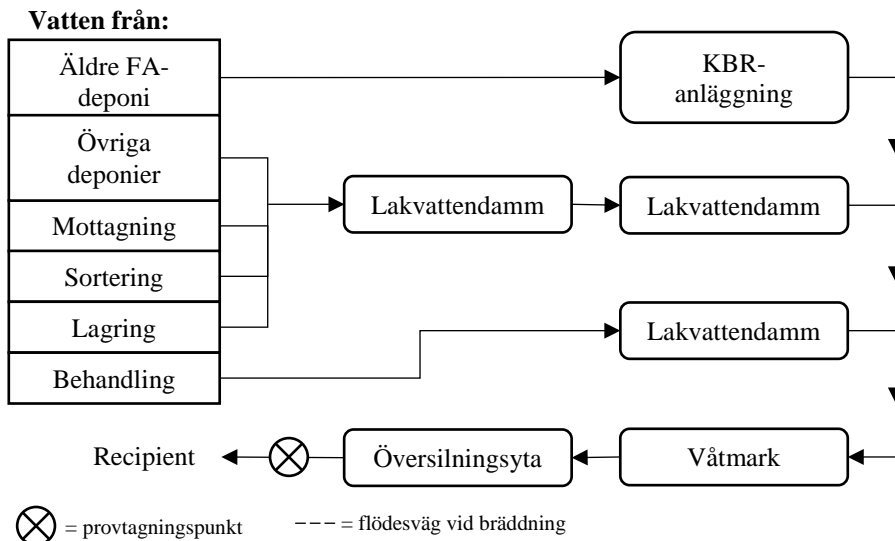 Vatten från:
Äldre FA-
deponi
KBR-
anläggning
Övriga
deponier
Lakvattendamm
Lakvattendamm
Mottagning
Sortering
Lagring
Lakvattendamm
Behandling
Recipient
Översilningsyta
Våtmark
= provtagningspunkt
= flödesväg vid bräddning